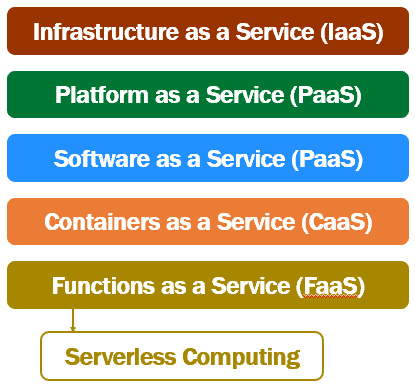 Infrastructure as a Service (IaaS)
Platform as a Service (PaaS)
Software as a Service (PaaS)
Containers as a Service (CaaS)
Functions as a Service (FaaS)
Serverless Computing